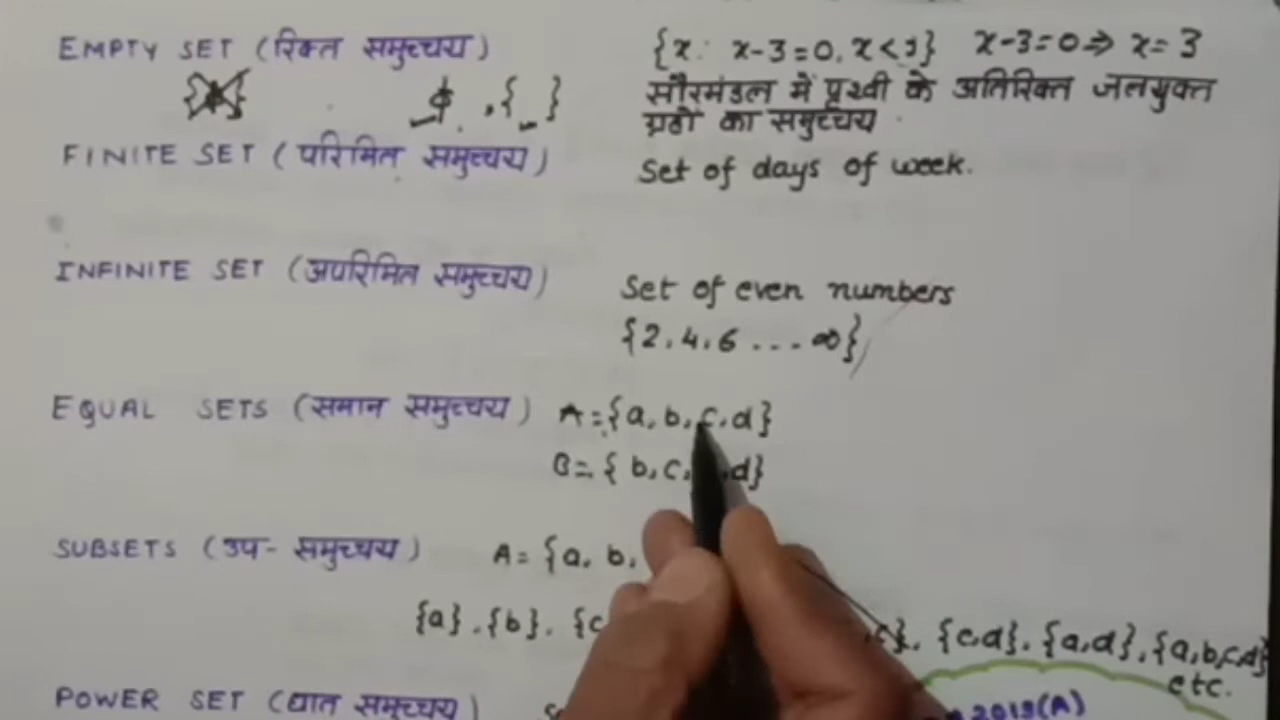 EMPTY SET (रिक्त समुच्चय) {x: x-3=0, x<1} x-3=0⇒ x=3
ϕ, { } सौरमंडल में पृथ्वी के अतिरिक्त जलयुक्त
ग्रहों का समुच्चय
FINITE SET (परिमित समुच्चय) Set of days of week.
INFINITE SET (अपरिमित समुच्चय) Set of even numbers
{2,4,6 ... ∞}
EQUAL SETS (समान समुच्चय) A={a,b,c,d}
B={ b,c, ,d}
SUBSETS (उप-समुच्चय) A= {a, b,
{a}, {b}, {c c}, {c,d}, {a,d}, {a,b,c,d}
etc.
POWER SET (घात समुच्चय) 2019(A)